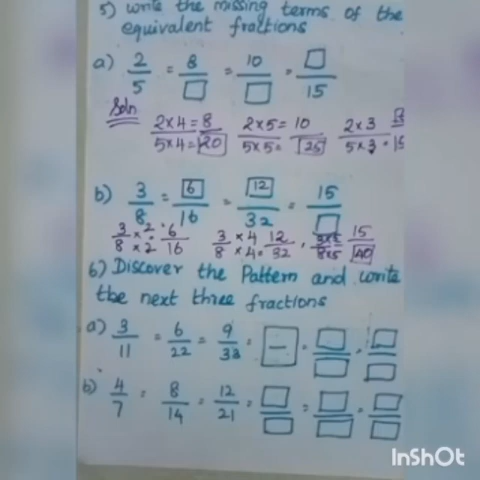 5) Write the missing terms of the
equivalent fractions
a) 2/5 = 8/□ = 10/□ = □/15
Soln
2×4=8/5×4=20 2×5=10/5×5=25 2×3/5×3=15
b) 3/8 = 6/16 = 12/32 = 15/□
3/8 × 2/2 = 6/16 3/8 × 4/4 = 12/32, 3×5/8×5 = 15/40
6) Discover the Pattern and write
the next three fractions
a) 3/11 = 6/22 = 9/33 = □ = □/□ = □/□
b) 4/7 = 8/14 = 12/21 = □/□ = □/□ = □/□
InShOt